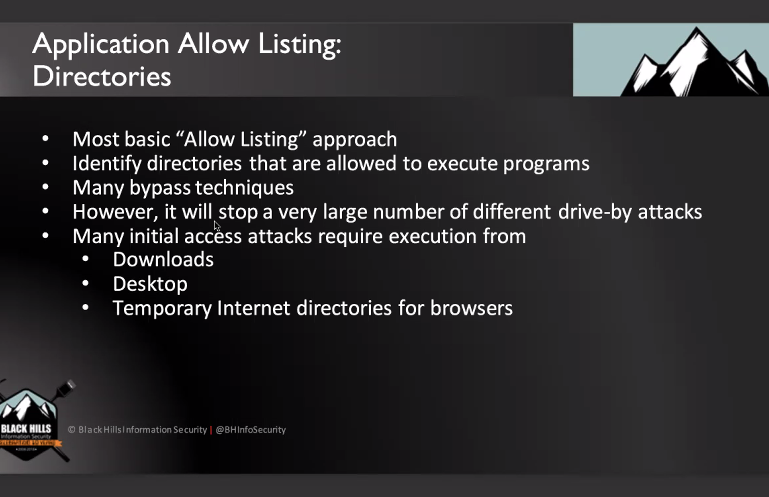 Application Allow Listing:
Directories
• Most basic “Allow Listing” approach
• Identify directories that are allowed to execute programs
• Many bypass techniques
• However, it will stop a very large number of different drive-by attacks
• Many initial access attacks require execution from
• Downloads
• Desktop
• Temporary Internet directories for browsers
BLACK HILLS
Information Security
© Black Hills Information Security | @BHInfoSecurity